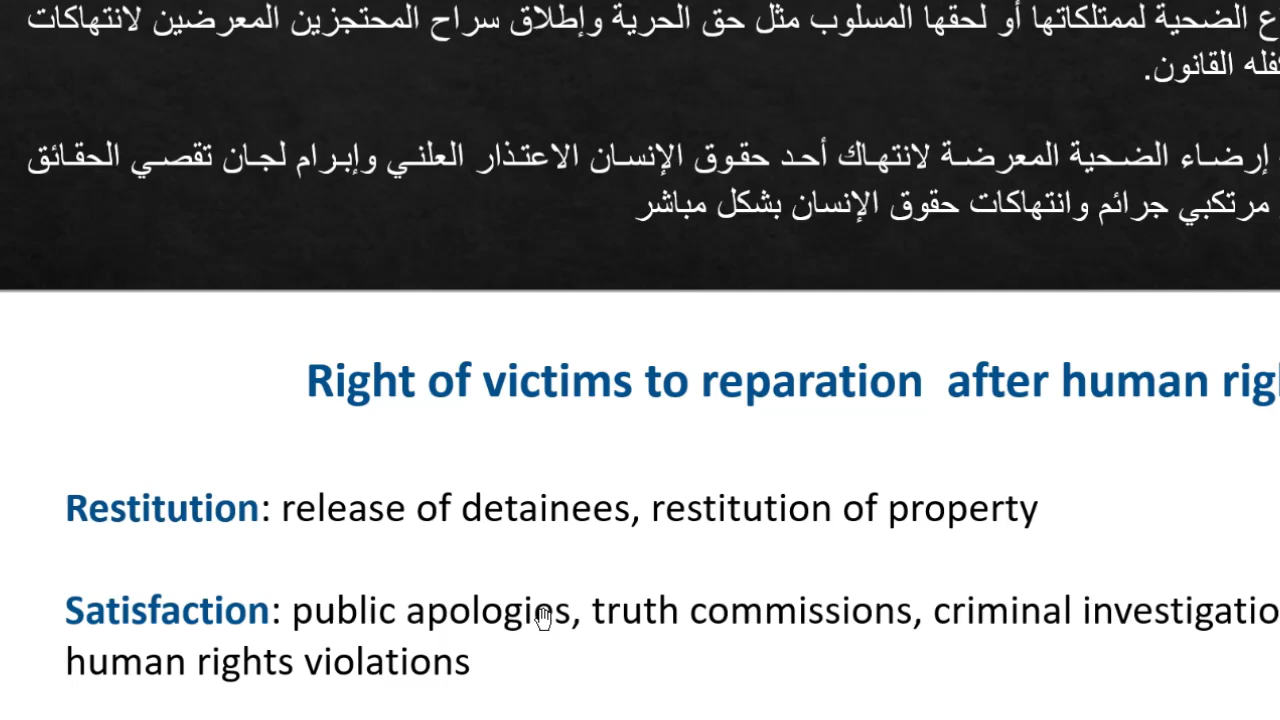 ع الضحية لممتلكاتها أو لحقها المسلوب مثل حق الحرية وإطلاق سراح المحتجزين المعرضين لانتهاكات
القانون.
إرضاء الضحية المعرضة لانتهاك أحد حقوق الإنسان الاعتذار العلني وإبرام لجان تقصي الحقائق
مرتكبي جرائم وانتهاكات حقوق الإنسان بشكل مباشر
Right of victims to reparation after human rig
Restitution: release of detainees, restitution of property
Satisfaction: public apologies, truth commissions, criminal investigatio
human rights violations